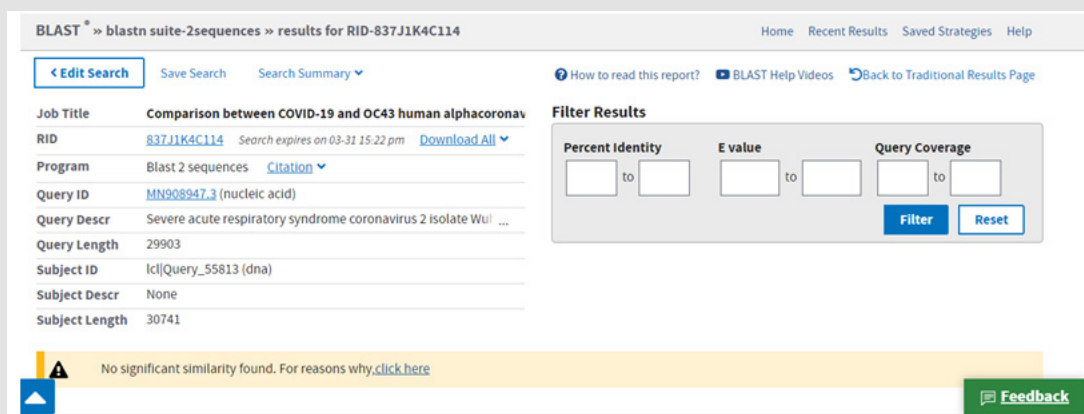 BLAST ® » blastn suite-2sequences » results for RID-837J1K4C114
Home Recent Results Saved Strategies Help
< Edit Search Save Search Search Summary
How to read this report? BLAST Help Videos Back to Traditional Results Page
Job Title Comparison between COVID-19 and OC43 human alphacoronav
RID 837J1K4C114 Search expires on 03-31 15:22 pm Download All
Program Blast 2 sequences Citation
Query ID MN908947.3 (nucleic acid)
Query Descr Severe acute respiratory syndrome coronavirus 2 isolate Wul ...
Query Length 29903
Subject ID lcl|Query_55813 (dna)
Subject Descr None
Subject Length 30741
Filter Results
Percent Identity E value Query Coverage
to to to
Filter Reset
No significant similarity found. For reasons why,click here
Feedback